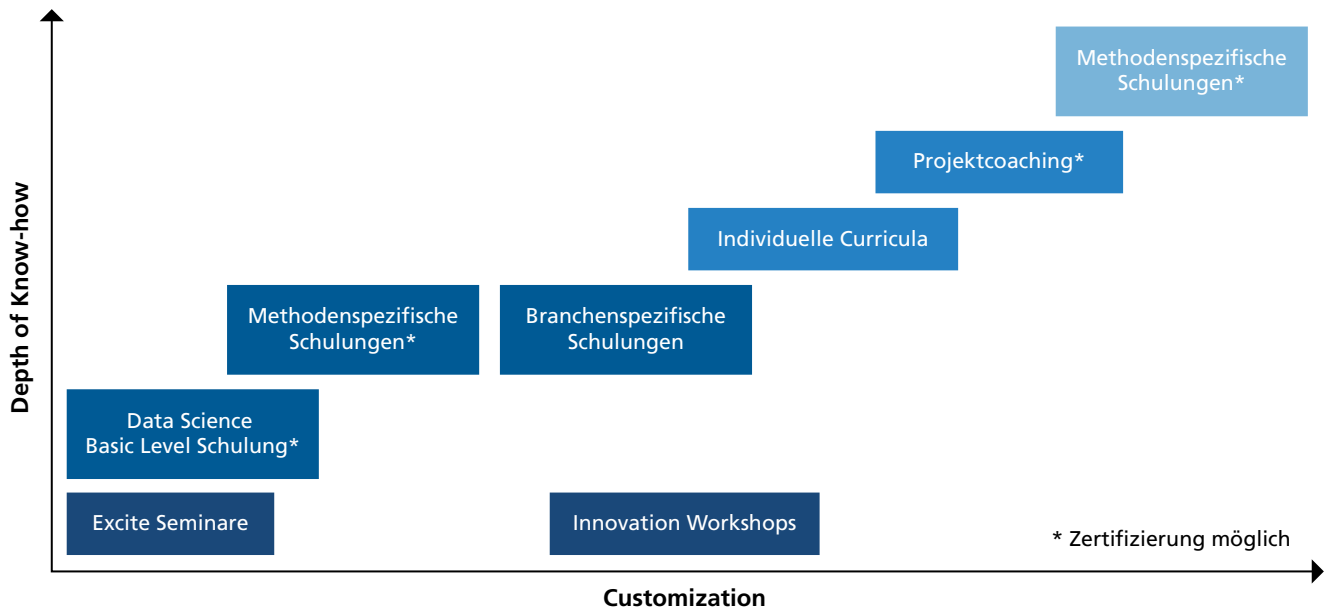 Methodenspezifische
Schulungen*
Projektcoaching*
Individuelle Curricula
Methodenspezifische
Schulungen*
Branchenspezifische
Schulungen
Data Science
Basic Level Schulung*
Excite Seminare
Innovation Workshops
* Zertifizierung möglich
Depth of Know-how
Customization